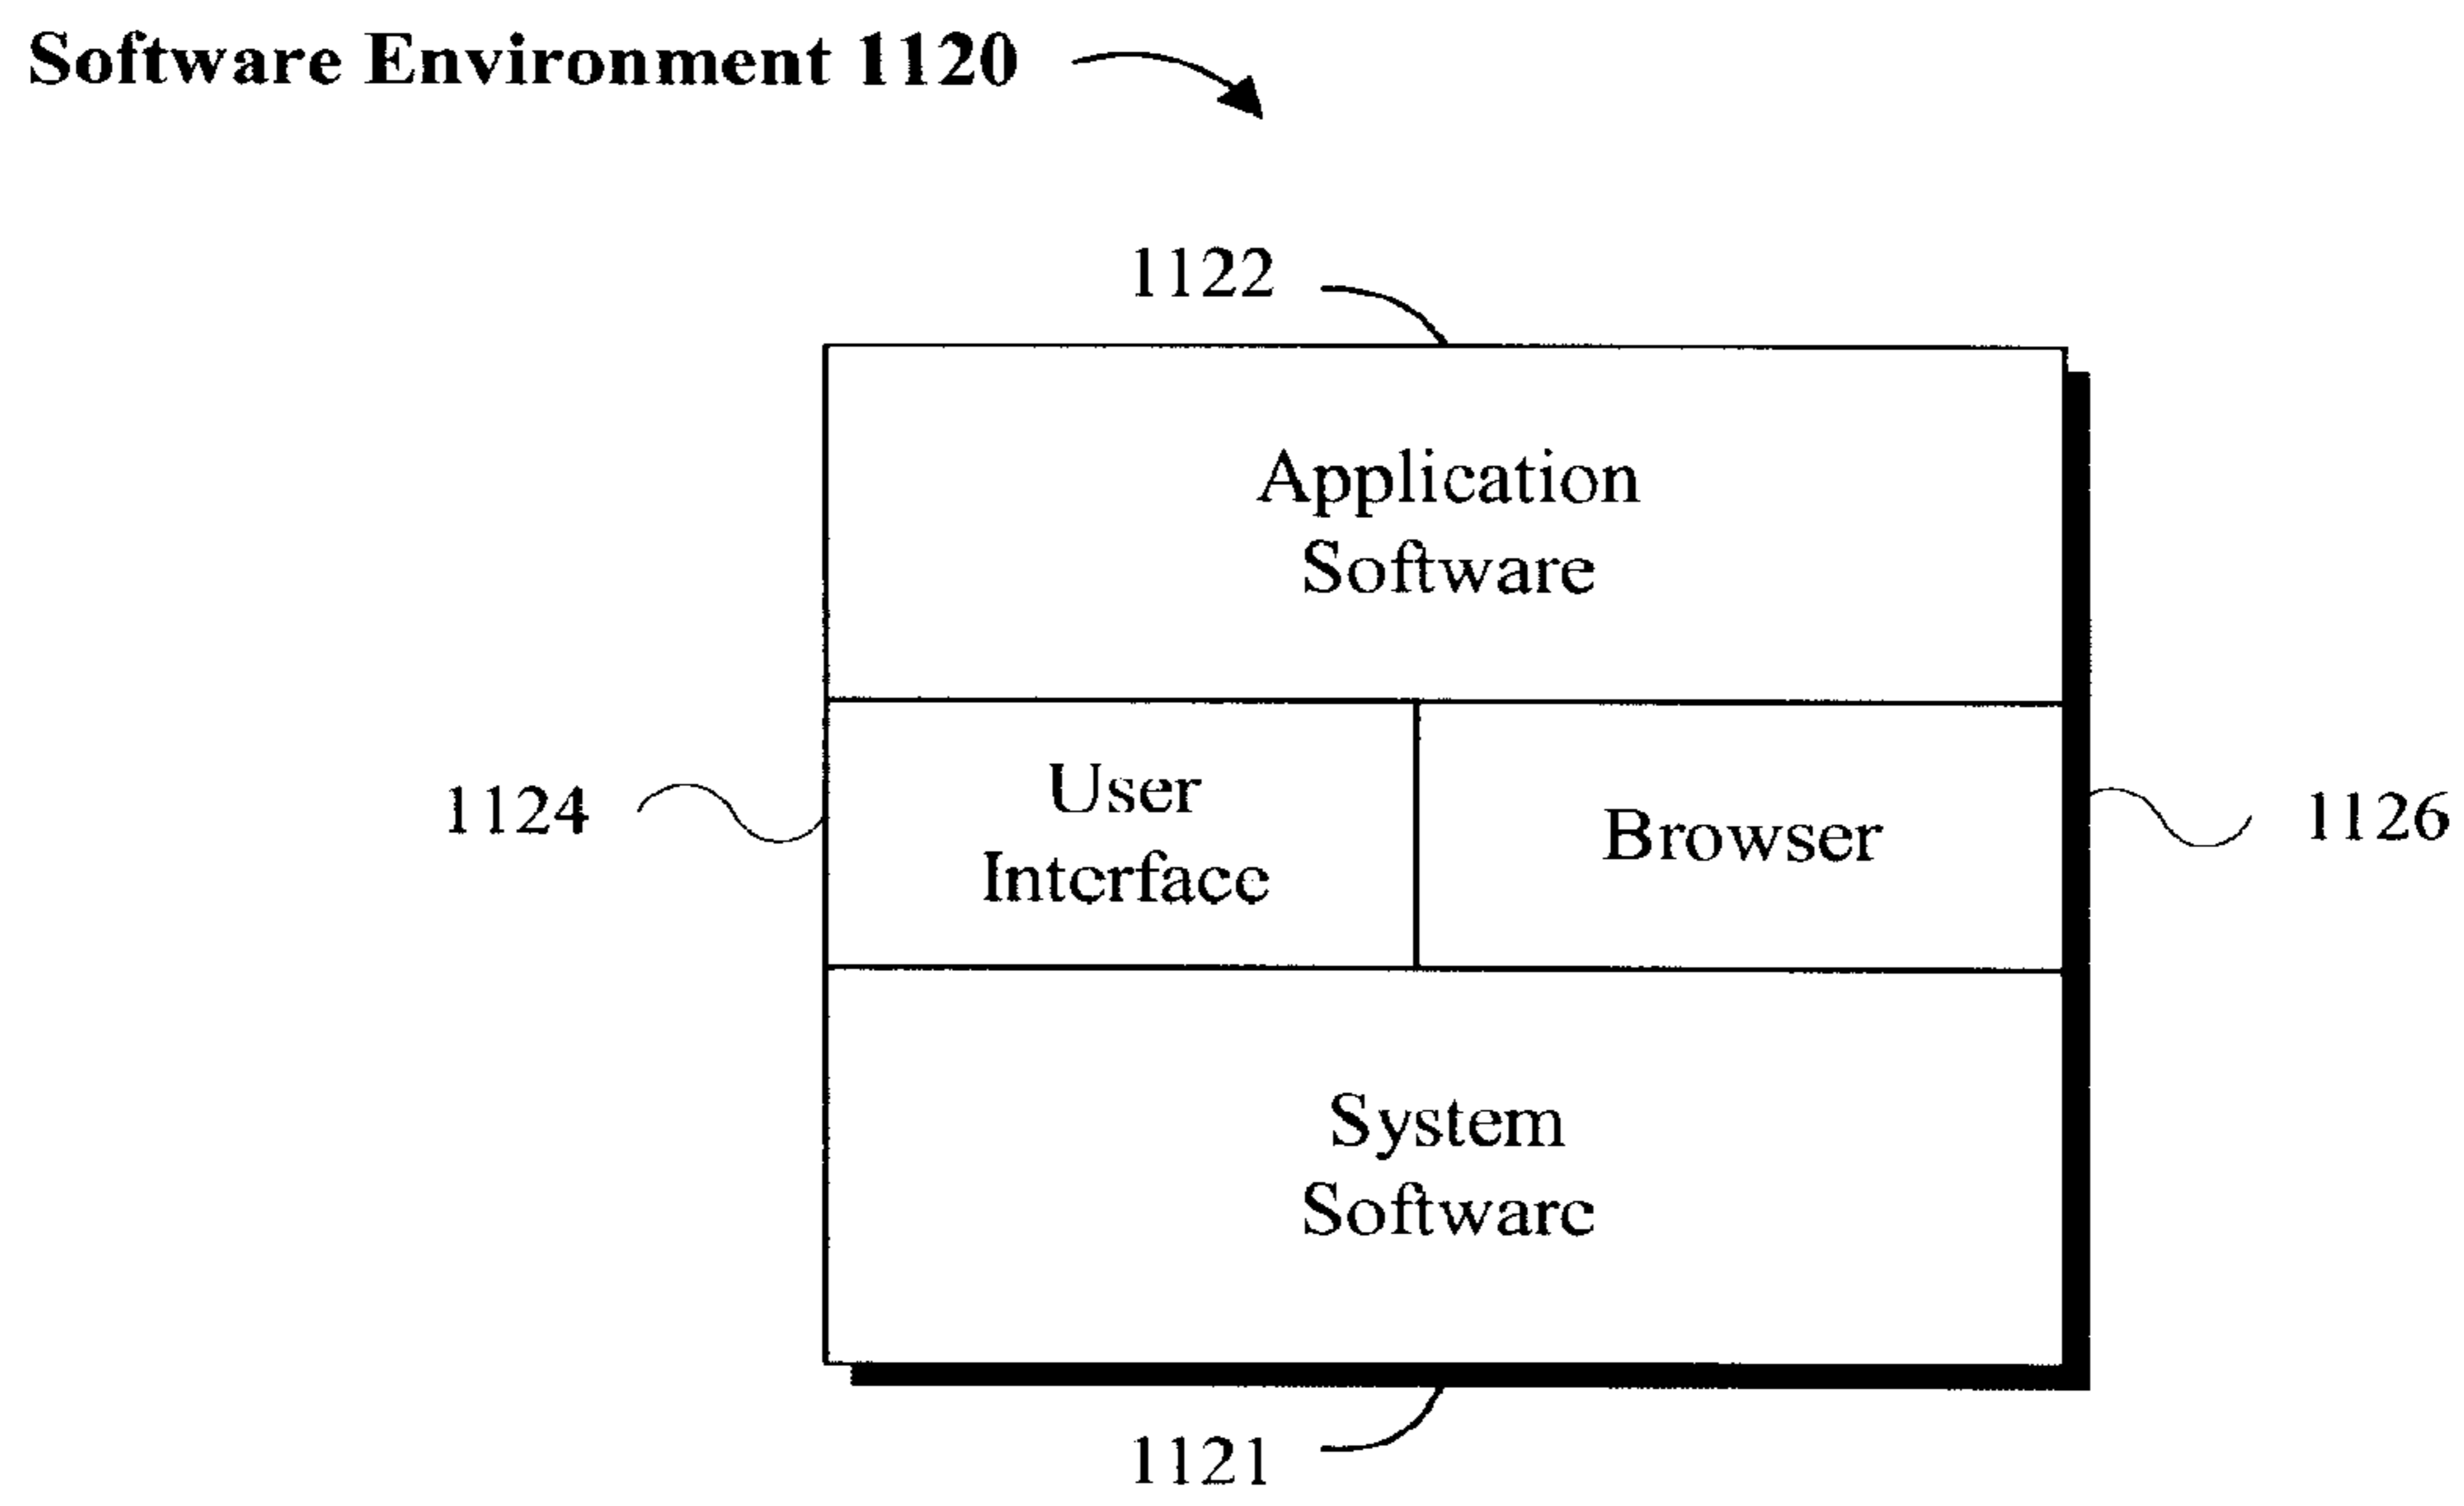 Software Environment 1120
1122
Application
Software
1124
User
Interface
Browser
1126
System
Software
1121